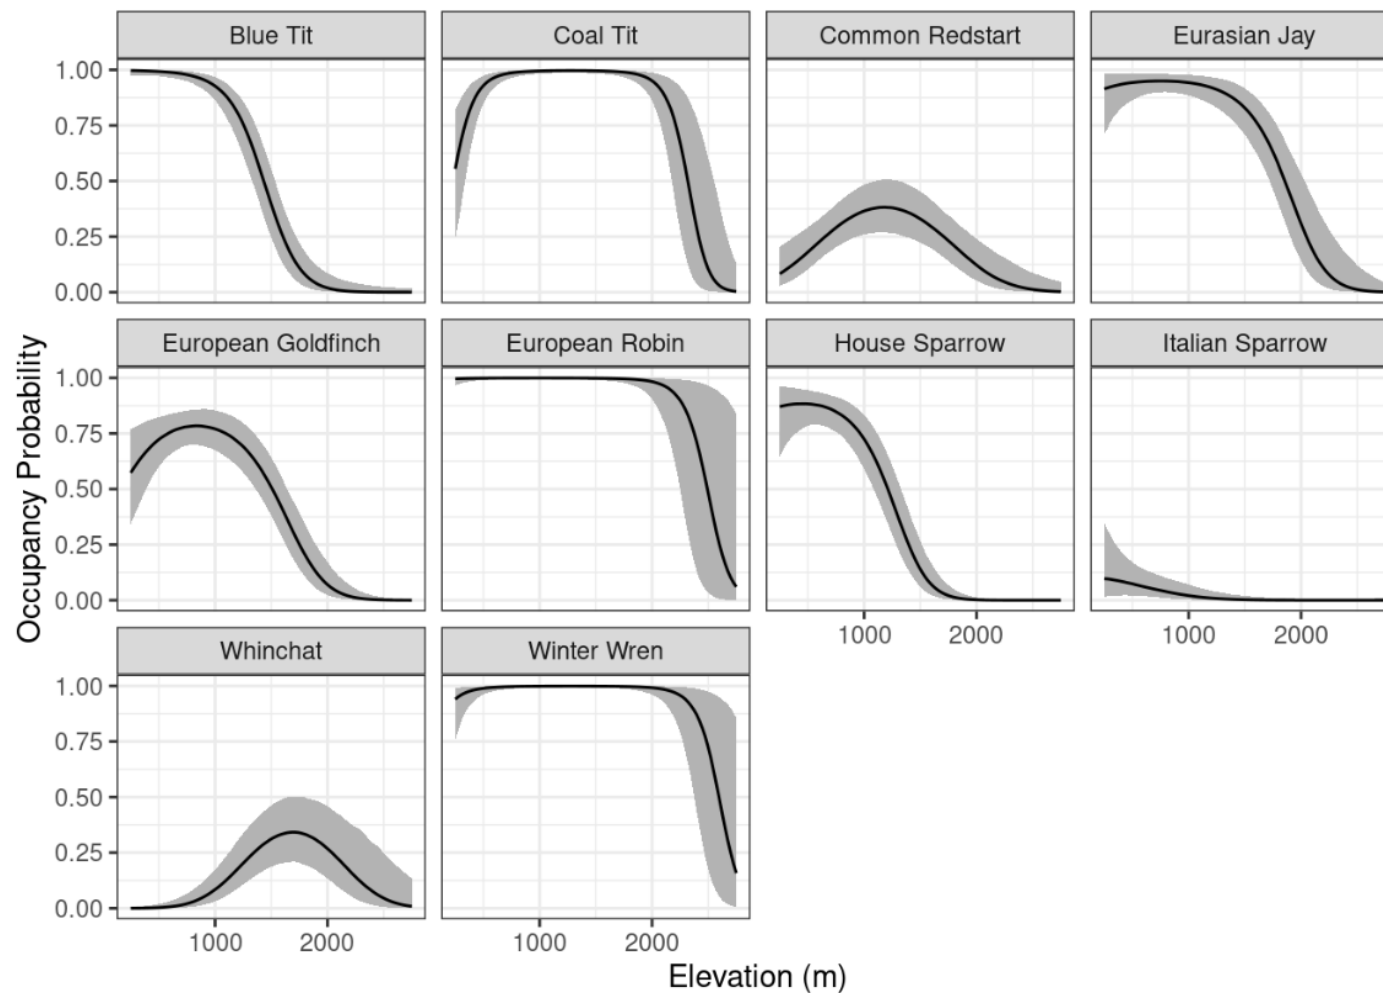 Blue Tit
Coal Tit
Common Redstart
Eurasian Jay
1.00
0.75
0.50
0.25
0.00
European Goldfinch
European Robin
House Sparrow
Italian Sparrow
1.00
0.75
0.50
0.25
0.00
1000 2000
1000 2000
Whinchat
Winter Wren
1.00
0.75
0.50
0.25
0.00
1000 2000
1000 2000
Occupancy Probability
Elevation (m)